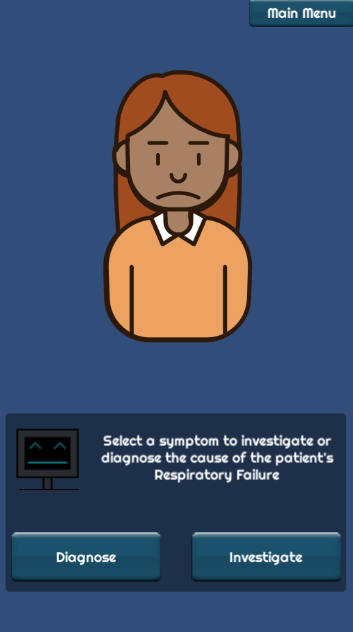 Main Menu
Select a symptom to investigate or
diagnose the cause of the patient's
Respiratory Failure
Diagnose
Investigate